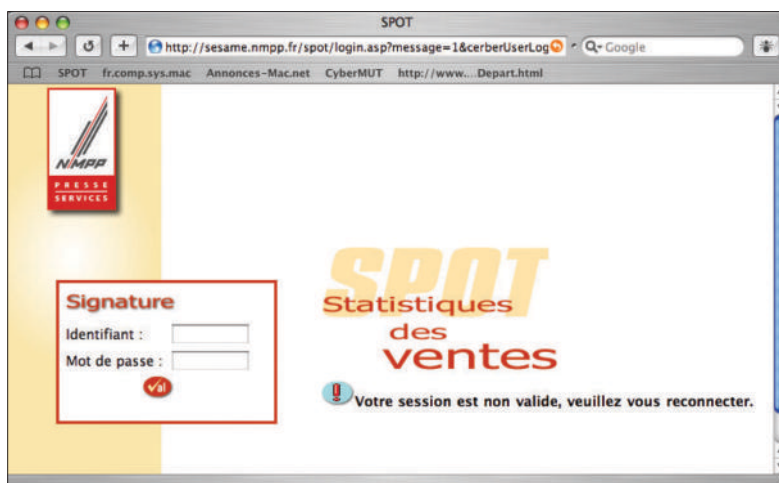 SPOT
http://sesame.nmpp.fr/spot/login.asp?message=1&cerberUserLog
Google
SPOT fr.comp.sys.mac Annonces-Mac.net CyberMUT http://www....Depart.html
NMPP
PRESSE
SERVICES
SPOT
Statistiques
des
ventes
Signature
Identifiant :
Mot de passe :
Val
Votre session est non valide, veuillez vous reconnecter.